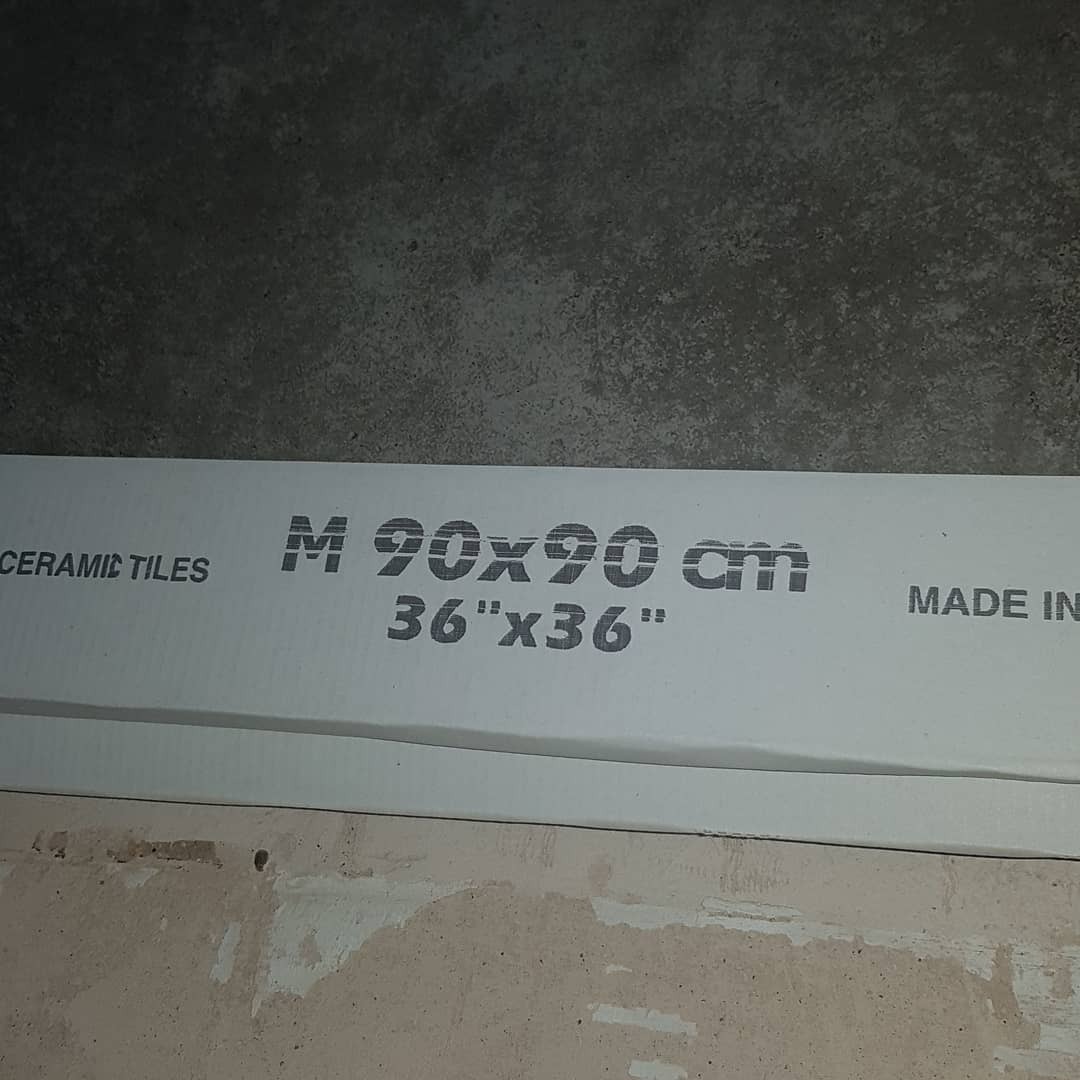 CERAMIC TILES
M 90x90 cm
36"x36"
MADE IN